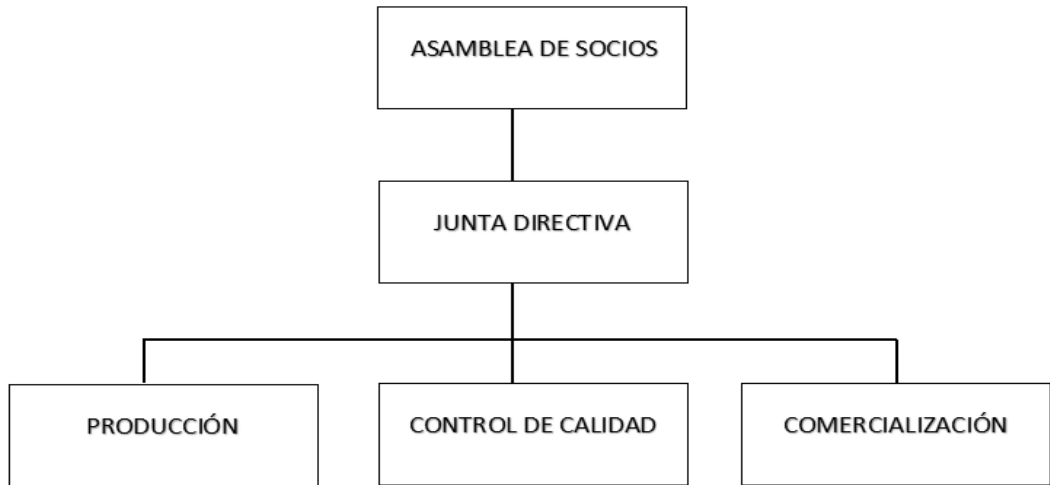 ASAMBLEA DE SOCIOS
JUNTA DIRECTIVA
PRODUCCIÓN
CONTROL DE CALIDAD
COMERCIALIZACIÓN